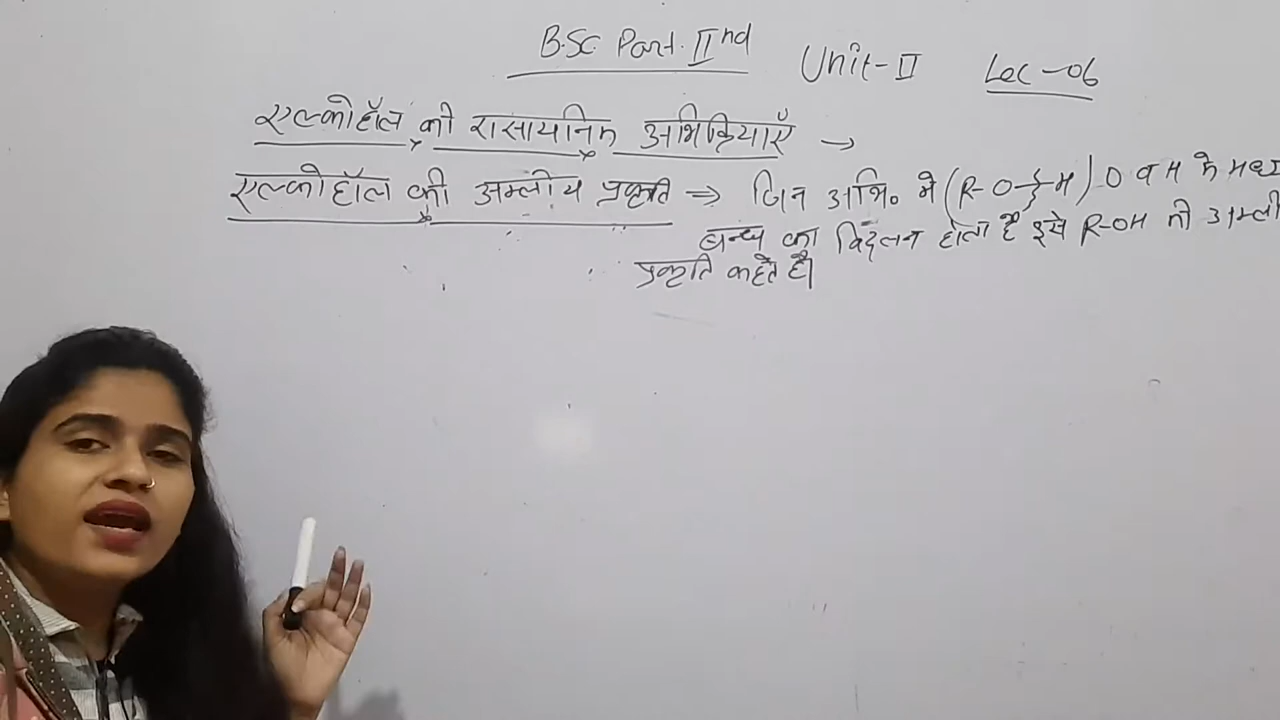 B.SC. Part. IInd Unit-II Lec-06
एल्कोहॉल की रासायनिक अभिक्रियाएँ →
एल्कोहॉल की अम्लीय प्रकृति ⇒ जिन अभि० मे (R-O-H) O व H के मध्य
बन्ध का विदलन होता है इसे R-OH की अम्ली
प्रकृति कहते है।